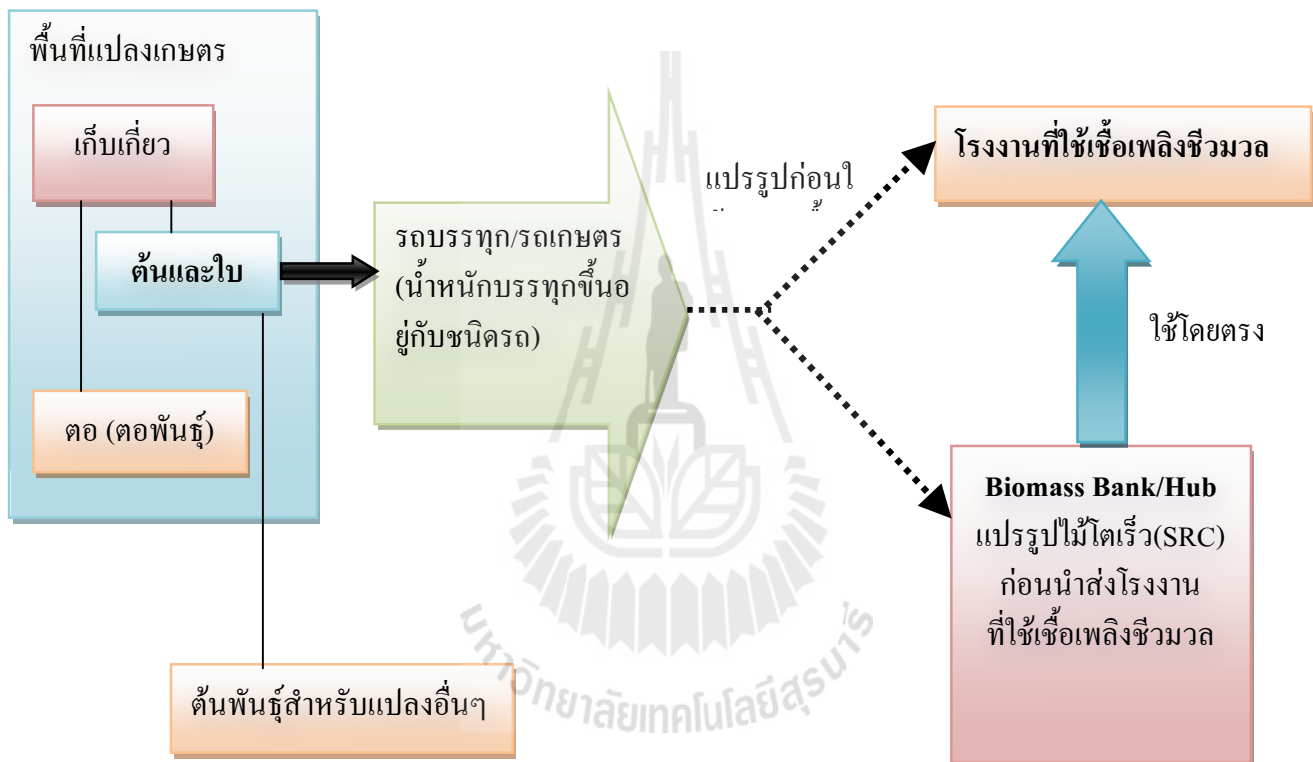 พื้นที่แปลงเกษตร
เก็บเกี่ยว
ต้นและใบ
ตอ (ตอพันธุ์)
ต้นพันธุ์สำหรับแปลงอื่นๆ
รถบรรทุก/รถเกษตร
(น้ำหนักบรรทุกขึ้นอ
ยู่กับชนิดรถ)
แปรรูปก่อนใ
โรงงานที่ใช้เชื้อเพลิงชีวมวล
ใช้โดยตรง
Biomass Bank/Hub
แปรรูปไม้โตเร็ว(SRC)
ก่อนนำส่งโรงงาน
ที่ใช้เชื้อเพลิงชีวมวล
มหาวิทยาลัยเทคโนโลยีสุรนารี